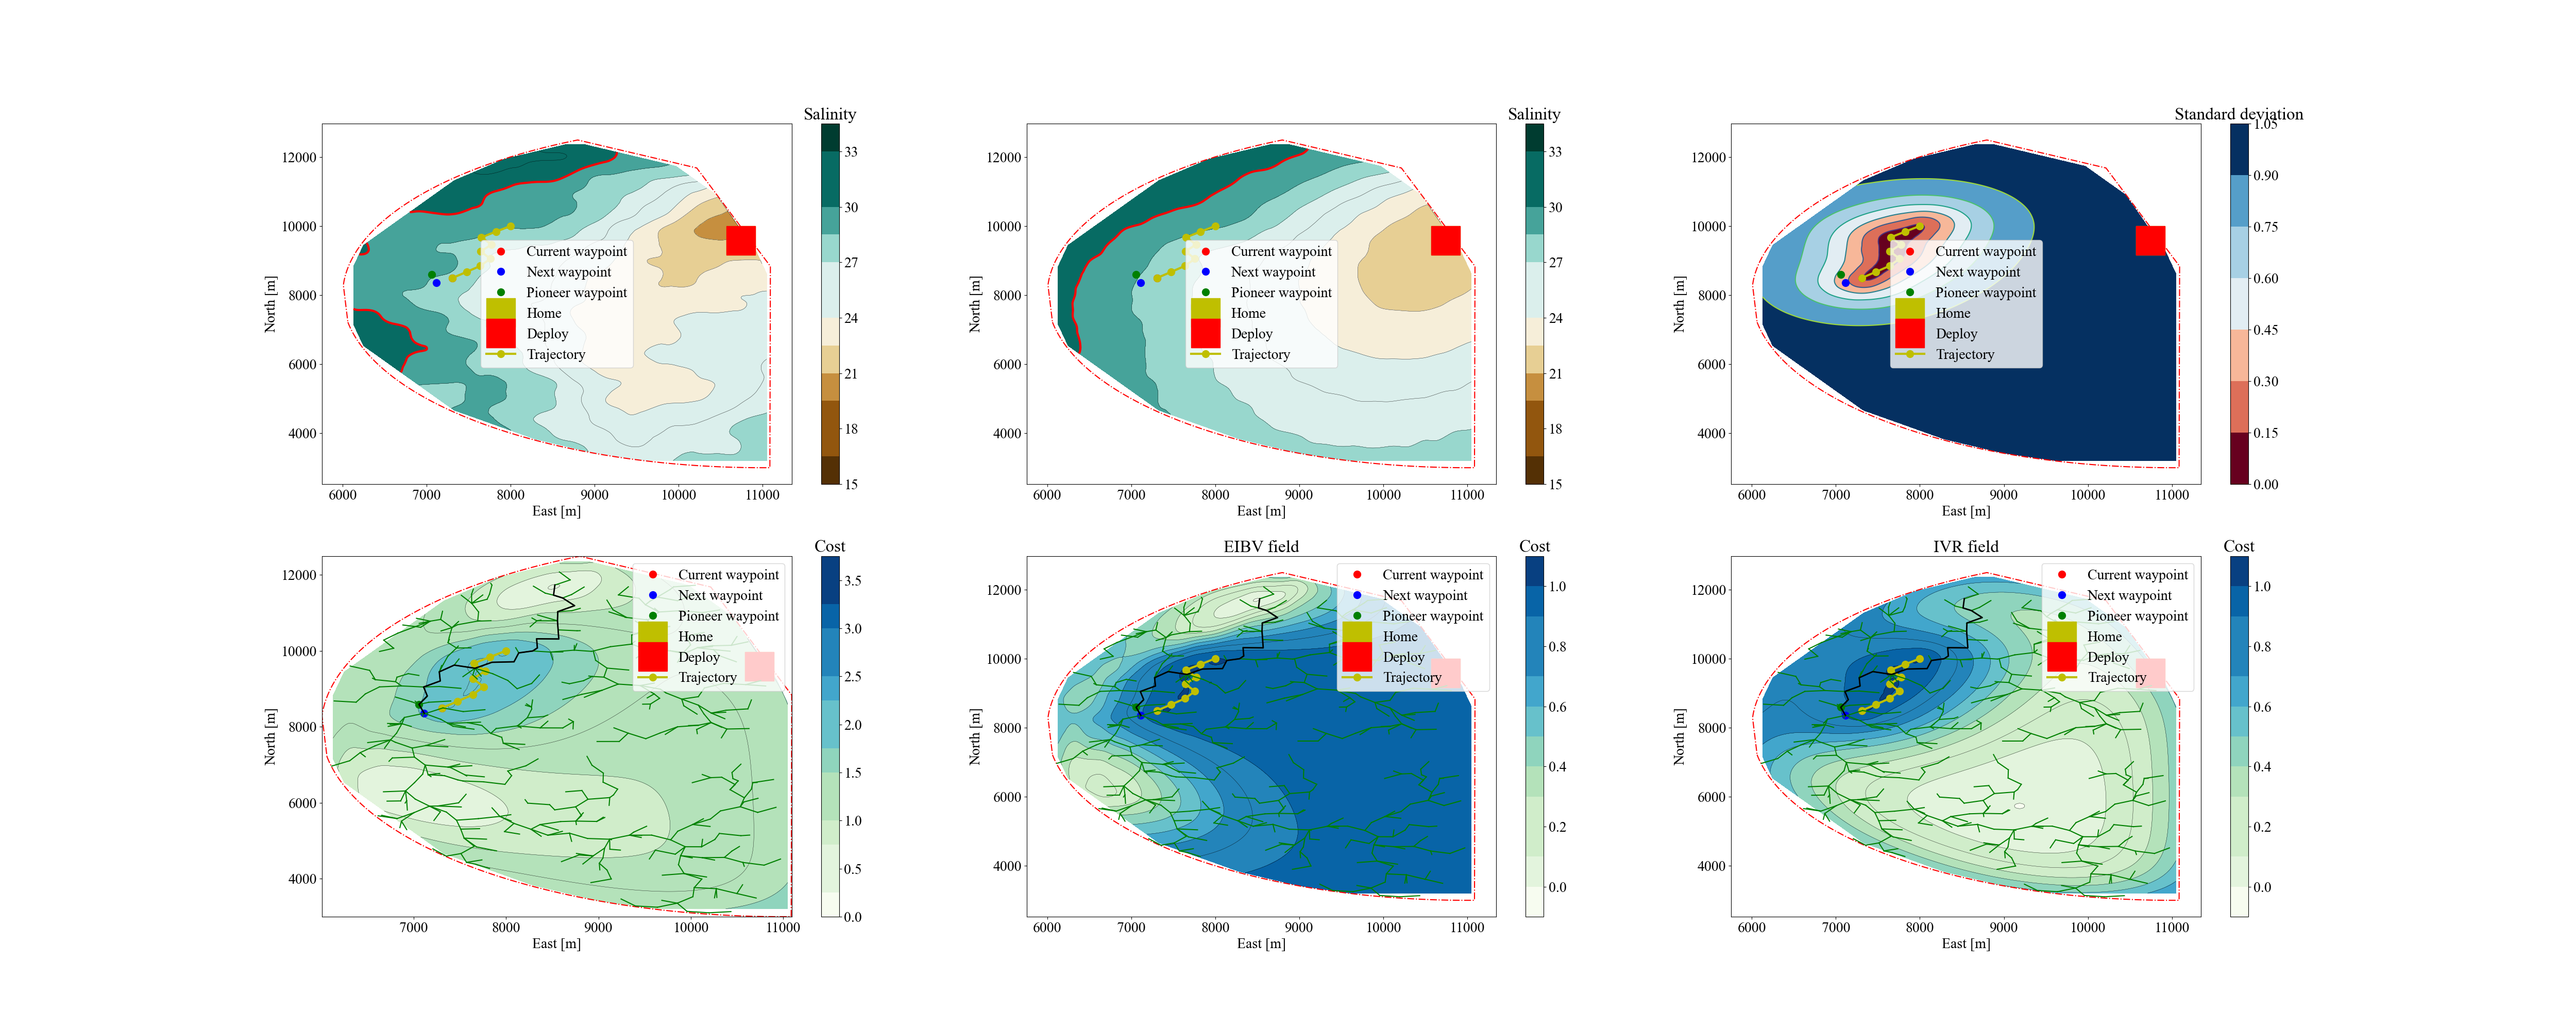 Salinity
12000
10000
8000
6000
4000
North [m]
6000 7000 8000 9000 10000 11000
East [m]
33
30
27
24
21
18
15
Current waypoint
Next waypoint
Pioneer waypoint
Home
Deploy
Trajectory
Salinity
12000
10000
8000
6000
4000
North [m]
6000 7000 8000 9000 10000 11000
East [m]
33
30
27
24
21
18
15
Current waypoint
Next waypoint
Pioneer waypoint
Home
Deploy
Trajectory
Standard deviation
12000
10000
8000
6000
4000
North [m]
6000 7000 8000 9000 10000 11000
East [m]
1.05
0.90
0.75
0.60
0.45
0.30
0.15
0.00
Current waypoint
Next waypoint
Pioneer waypoint
Home
Deploy
Trajectory
Cost
12000
10000
8000
6000
4000
North [m]
7000 8000 9000 10000 11000
East [m]
3.5
3.0
2.5
2.0
1.5
1.0
0.5
0.0
Current waypoint
Next waypoint
Pioneer waypoint
Home
Deploy
Trajectory
EIBV field
Cost
12000
10000
8000
6000
4000
North [m]
6000 7000 8000 9000 10000 11000
East [m]
1.0
0.8
0.6
0.4
0.2
0.0
Current waypoint
Next waypoint
Pioneer waypoint
Home
Deploy
Trajectory
IVR field
Cost
12000
10000
8000
6000
4000
North [m]
6000 7000 8000 9000 10000 11000
East [m]
1.0
0.8
0.6
0.4
0.2
0.0
Current waypoint
Next waypoint
Pioneer waypoint
Home
Deploy
Trajectory